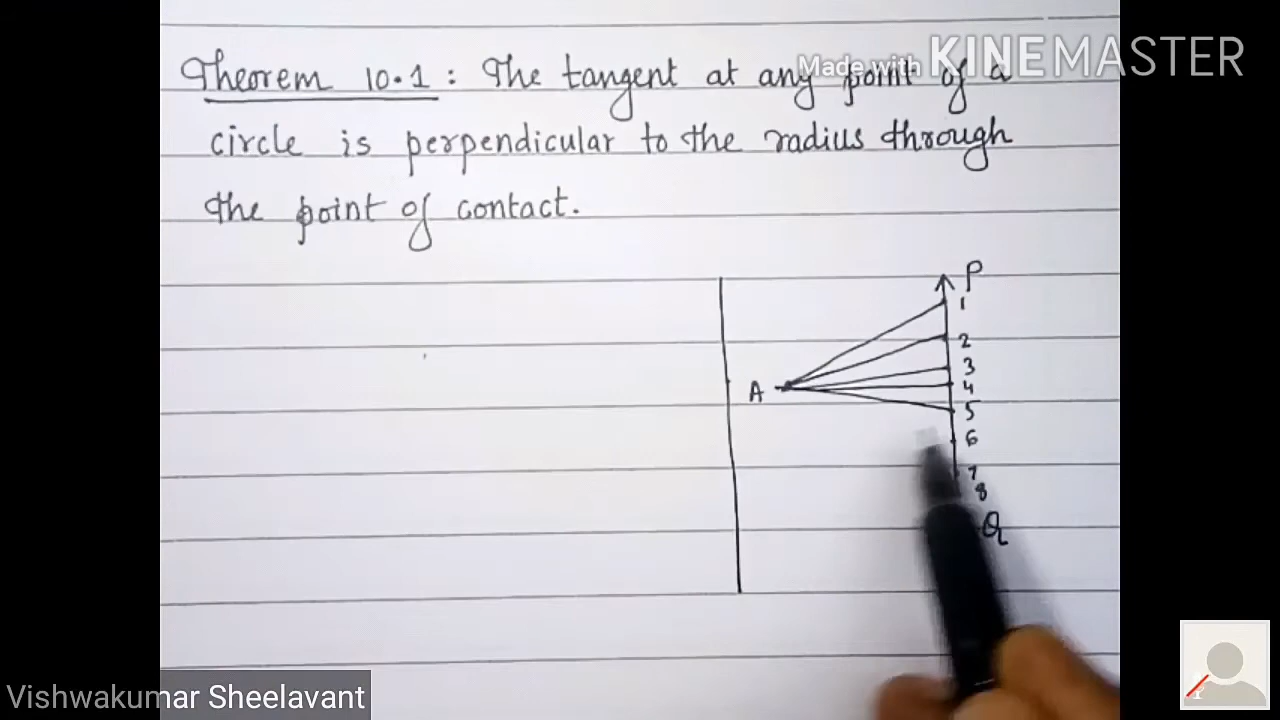 Made with KINEMASTER
Theorem 10.1 : The tangent at any point of a
circle is perpendicular to the radius through
the point of contact.
P
1
2
3
A
4
5
6
7
8
Q
Vishwakumar Sheelavant